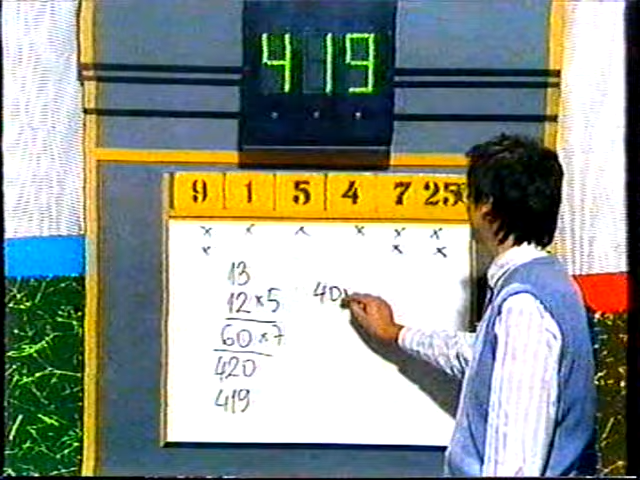 419
9 1 5 4 7 25
x x x x x x
x x x
13
12 x 5
60 x 7
420
419
40